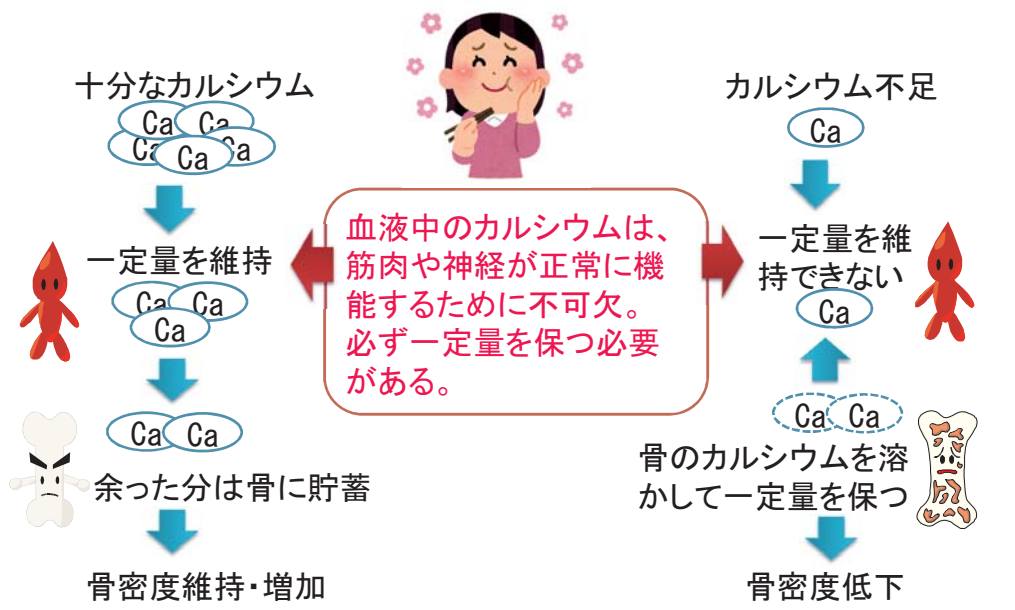 十分なカルシウム
Ca Ca
Ca Ca Ca
一定量を維持
Ca Ca
Ca
Ca Ca
余った分は骨に貯蓄
骨密度維持・増加
血液中のカルシウムは、
筋肉や神経が正常に機
能するために不可欠。
必ず一定量を保つ必要
がある。
カルシウム不足
Ca
一定量を維
持できない
Ca
Ca Ca
骨のカルシウムを溶
かして一定量を保つ
骨密度低下